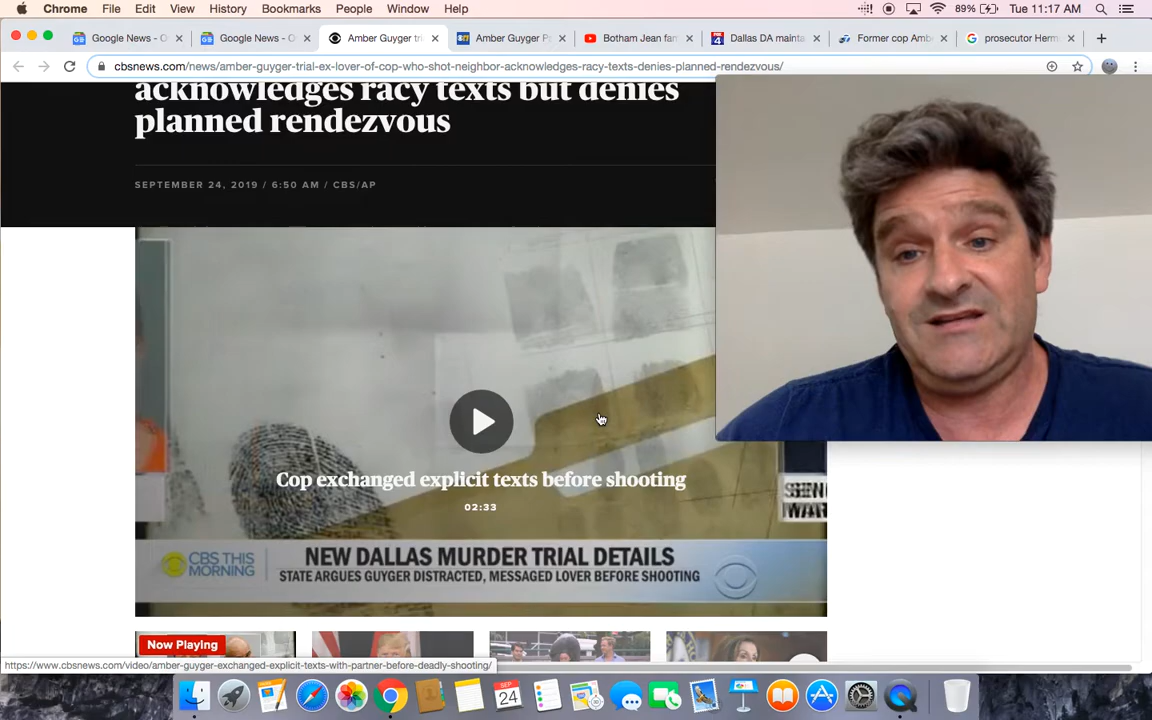 Chrome File Edit View History Bookmarks People Window Help 89% Tue 11:17 AM
Google News - O × Google News - O × Amber Guyger tri × Amber Guyger P × Botham Jean fam × Dallas DA mainta × Former cop Amb × prosecutor Herm × +
cbsnews.com/news/amber-guyger-trial-ex-lover-of-cop-who-shot-neighbor-acknowledges-racy-texts-denies-planned-rendezvous/
acknowledges racy texts but denies
planned rendezvous
SEPTEMBER 24, 2019 / 6:50 AM / CBS/AP
Cop exchanged explicit texts before shooting
02:33
CBS THIS
MORNING
NEW DALLAS MURDER TRIAL DETAILS
STATE ARGUES GUYGER DISTRACTED, MESSAGED LOVER BEFORE SHOOTING
Now Playing
https://www.cbsnews.com/video/amber-guyger-exchanged-explicit-texts-with-partner-before-deadly-shooting/
SEP
24